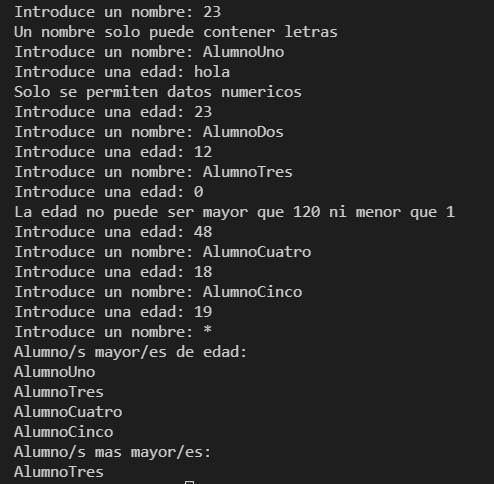 Introduce un nombre: 23
Un nombre solo puede contener letras
Introduce un nombre: AlumnoUno
Introduce una edad: hola
Solo se permiten datos numericos
Introduce una edad: 23
Introduce un nombre: AlumnoDos
Introduce una edad: 12
Introduce un nombre: AlumnoTres
Introduce una edad: 0
La edad no puede ser mayor que 120 ni menor que 1
Introduce una edad: 48
Introduce un nombre: AlumnoCuatro
Introduce una edad: 18
Introduce un nombre: AlumnoCinco
Introduce una edad: 19
Introduce un nombre: *
Alumno/s mayor/es de edad:
AlumnoUno
AlumnoTres
AlumnoCuatro
AlumnoCinco
Alumno/s mas mayor/es:
AlumnoTres